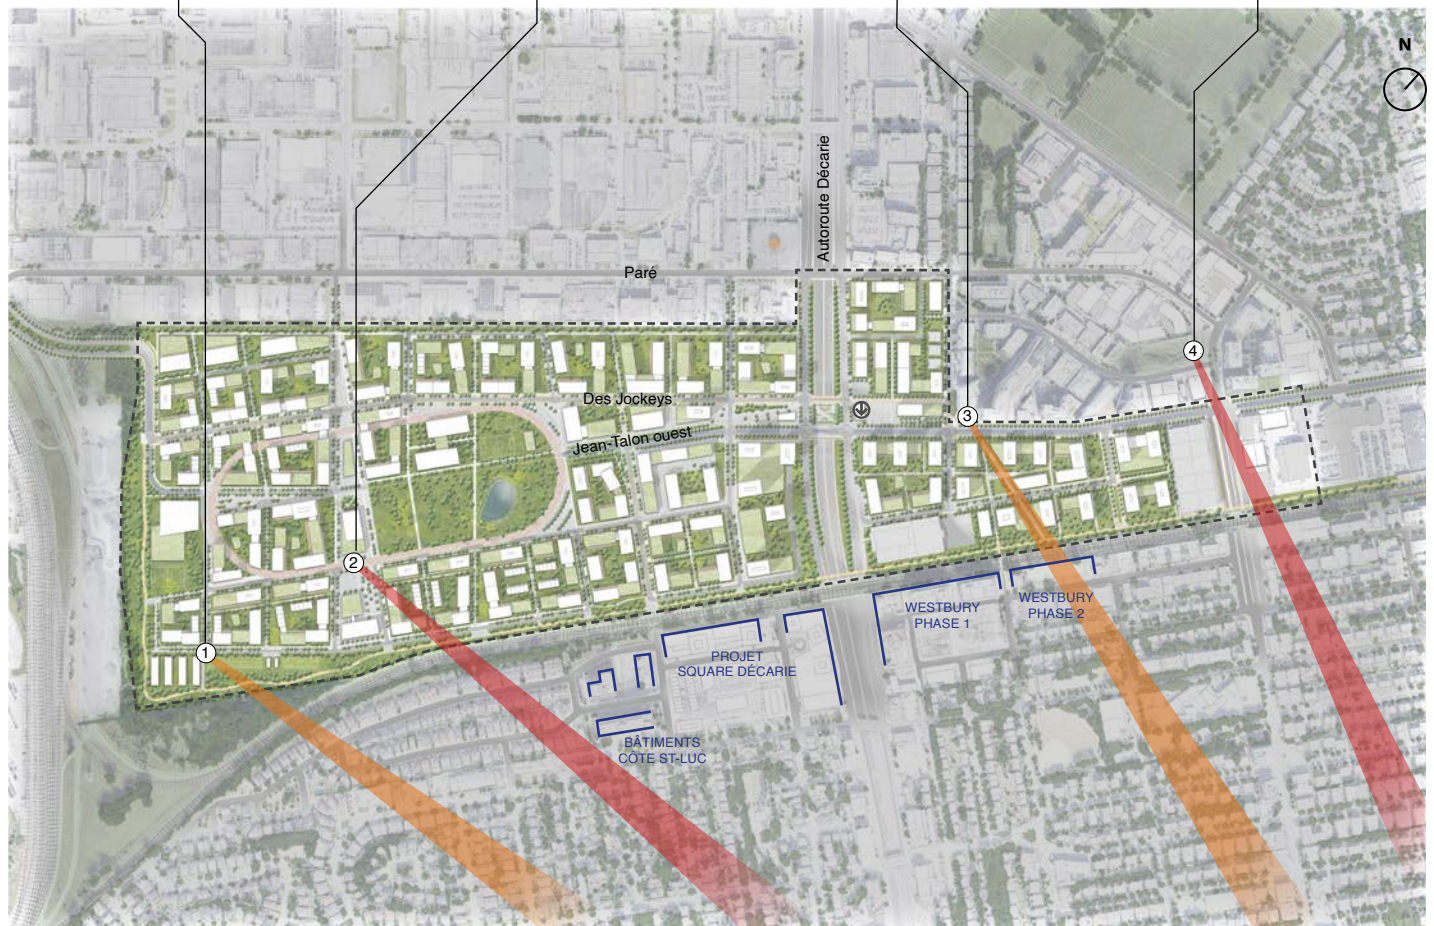 N
Autoroute Décarie
Paré
4
Des Jockeys
3
Jean-Talon ouest
2
WESTBURY
PHASE 1
WESTBURY
PHASE 2
1
PROJET
SQUARE DÉCARIE
BÂTIMENTS
CÔTE ST-LUC